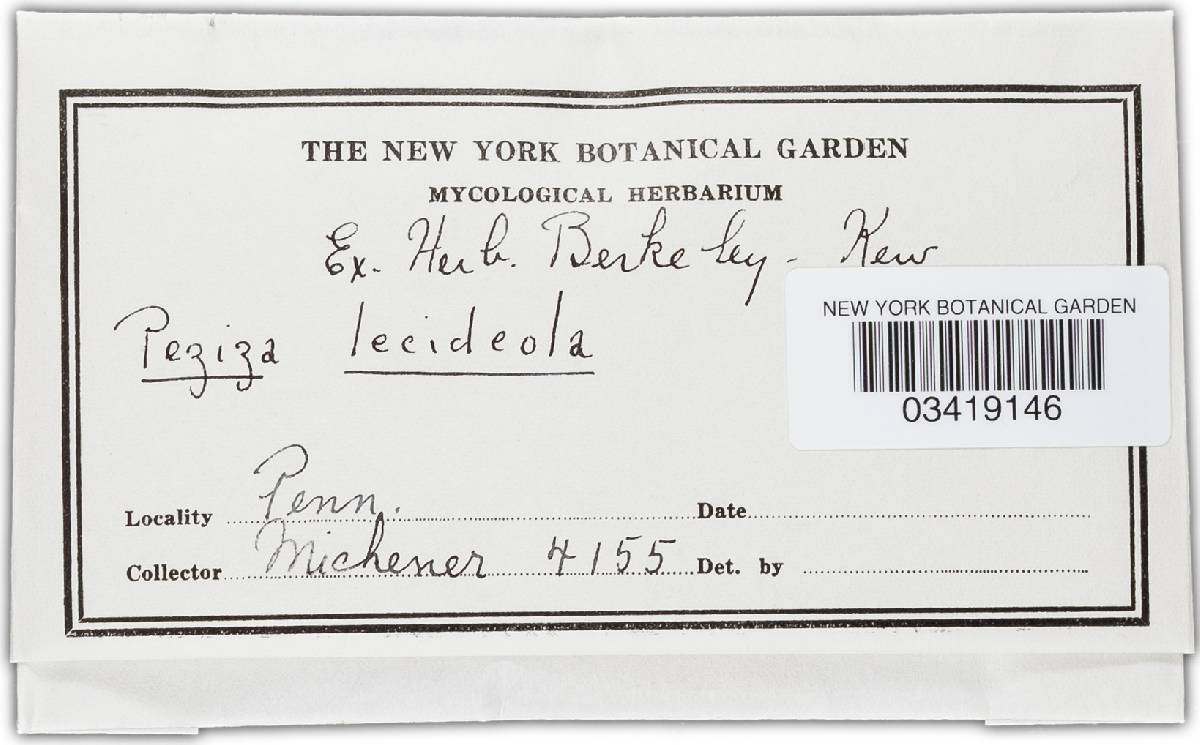 THE NEW YORK BOTANICAL GARDEN
MYCOLOGICAL HERBARIUM
Ex. Herb. Berkeley - Kew
Peziza lecideola
NEW YORK BOTANICAL GARDEN
03419146
Locality Penn. Date
Collector Michener 4155 Det. by